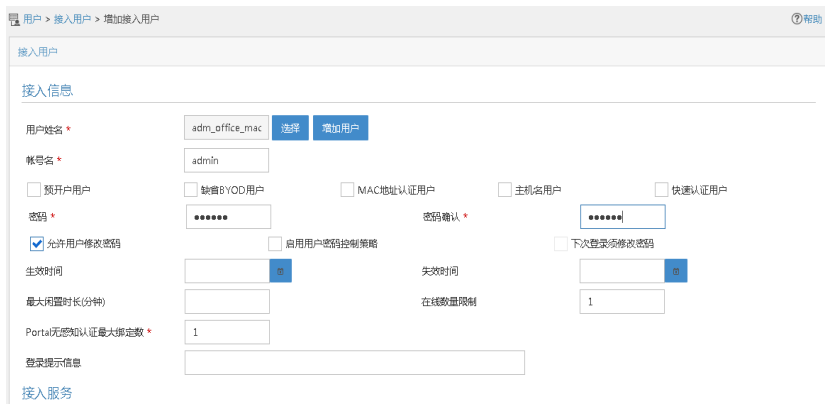 用户 > 接入用户 > 增加接入用户 帮助
接入用户
接入信息
用户姓名 * adm_office_mac 选择 增加用户
帐号名 * admin
预开户用户 缺省BYOD用户 MAC地址认证用户 主机名用户 快速认证用户
密码 * ●●●●●● 密码确认 * ●●●●●●
允许用户修改密码 启用用户密码控制策略 下次登录须修改密码
生效时间 失效时间
最大闲置时长(分钟) 在线数量限制 1
Portal无感知认证最大绑定数 * 1
登录提示信息
接入服务